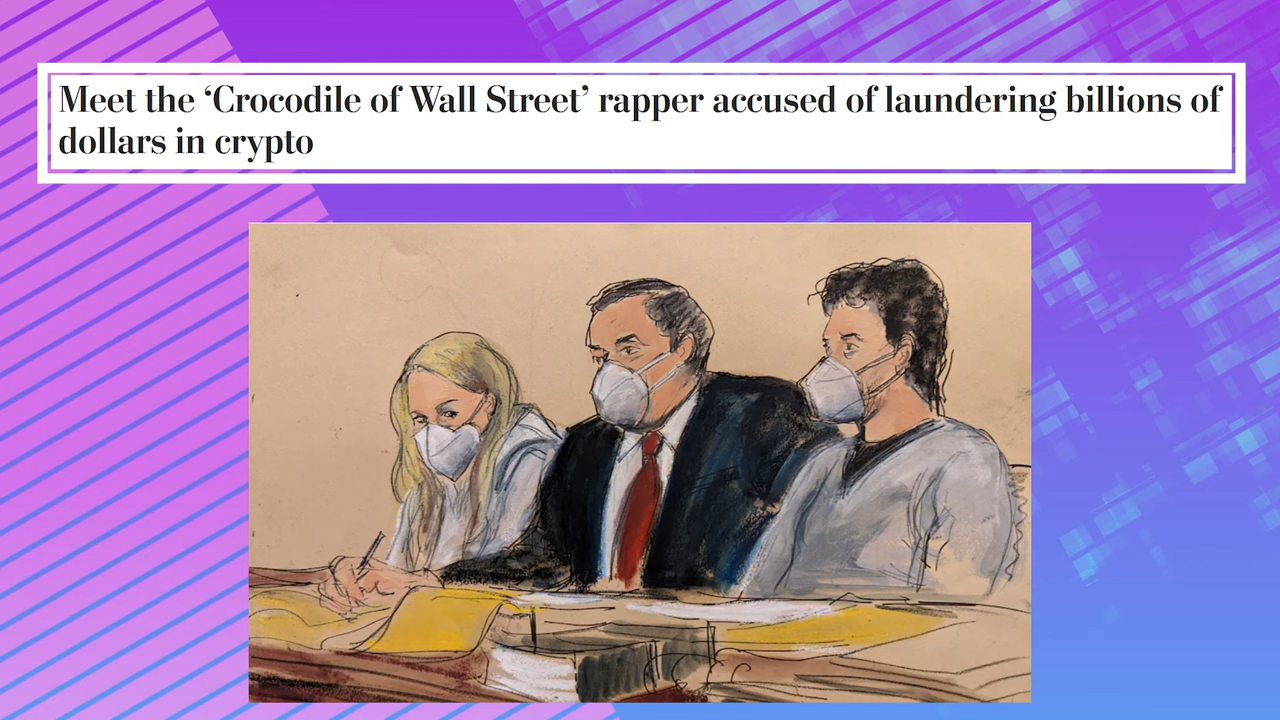 Meet the ‘Crocodile of Wall Street’ rapper accused of laundering billions of
dollars in crypto